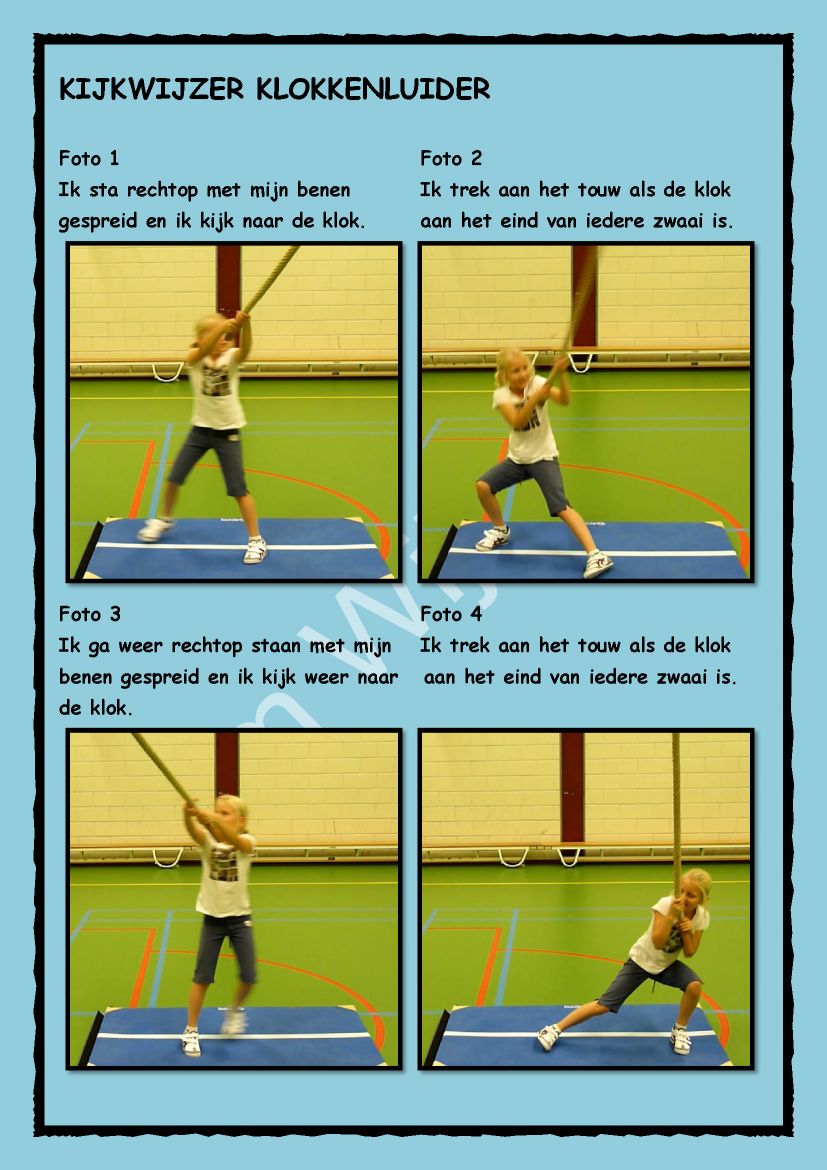 KIJKWIJZER KLOKKENLUIDER
Foto 1
Ik sta rechtop met mijn benen
gespreid en ik kijk naar de klok.
Foto 2
Ik trek aan het touw als de klok
aan het eind van iedere zwaai is.
Foto 3
Ik ga weer rechtop staan met mijn
benen gespreid en ik kijk weer naar
de klok.
Foto 4
Ik trek aan het touw als de klok
aan het eind van iedere zwaai is.